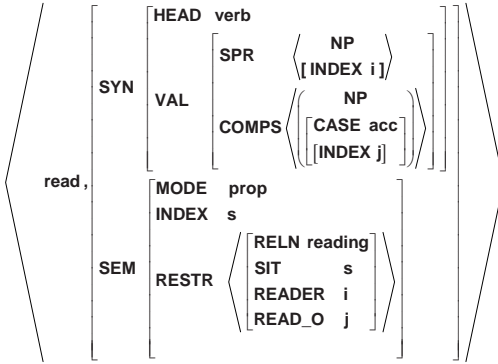 HEAD verb
SPR NP
[INDEX i]
SYN
VAL
NP
COMPS [CASE acc]
[INDEX j]
read,
MODE prop
INDEX s
RELN reading
SEM SIT s
RESTR
READER i
READ_O j